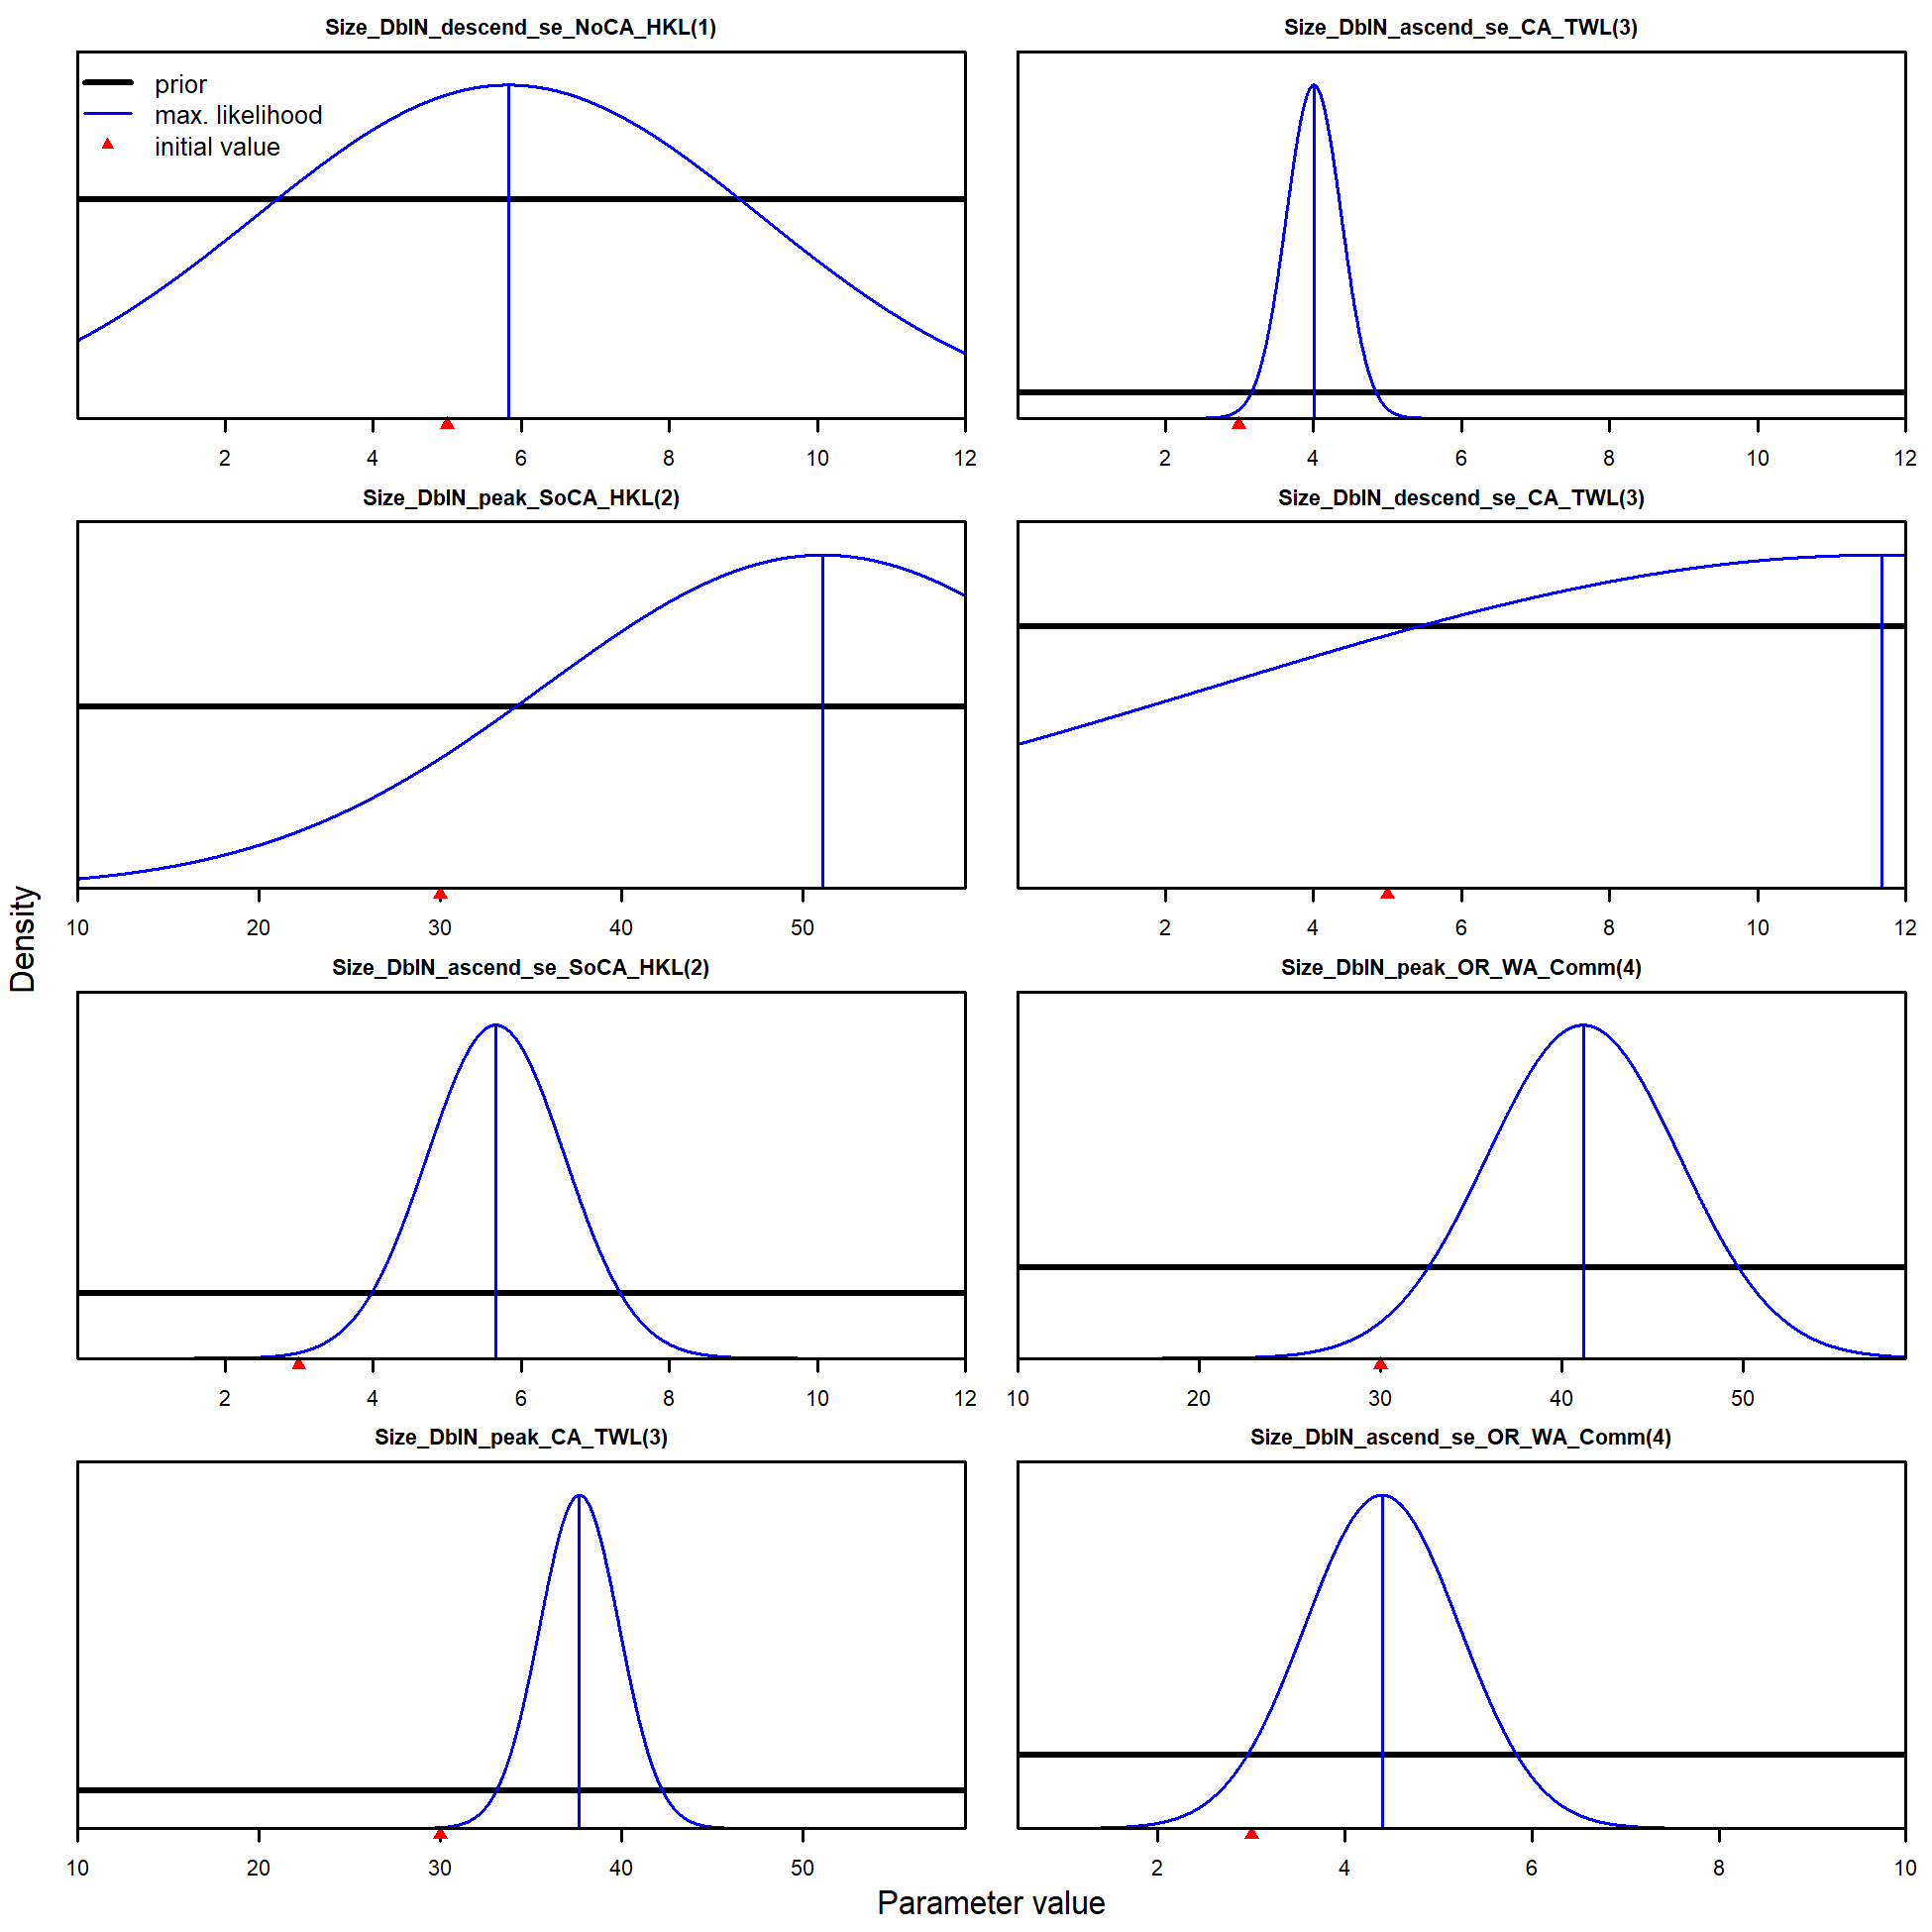 Size_DblN_descend_se_NoCA_HKL(1)
prior
max. likelihood
initial value
2 4 6 8 10 12
Size_DblN_ascend_se_CA_TWL(3)
2 4 6 8 10 12
Size_DblN_peak_SoCA_HKL(2)
10 20 30 40 50
Size_DblN_descend_se_CA_TWL(3)
2 4 6 8 10 12
Size_DblN_ascend_se_SoCA_HKL(2)
2 4 6 8 10 12
Size_DblN_peak_OR_WA_Comm(4)
10 20 30 40 50
Size_DblN_peak_CA_TWL(3)
10 20 30 40 50
Size_DblN_ascend_se_OR_WA_Comm(4)
2 4 6 8 10
Density
Parameter value